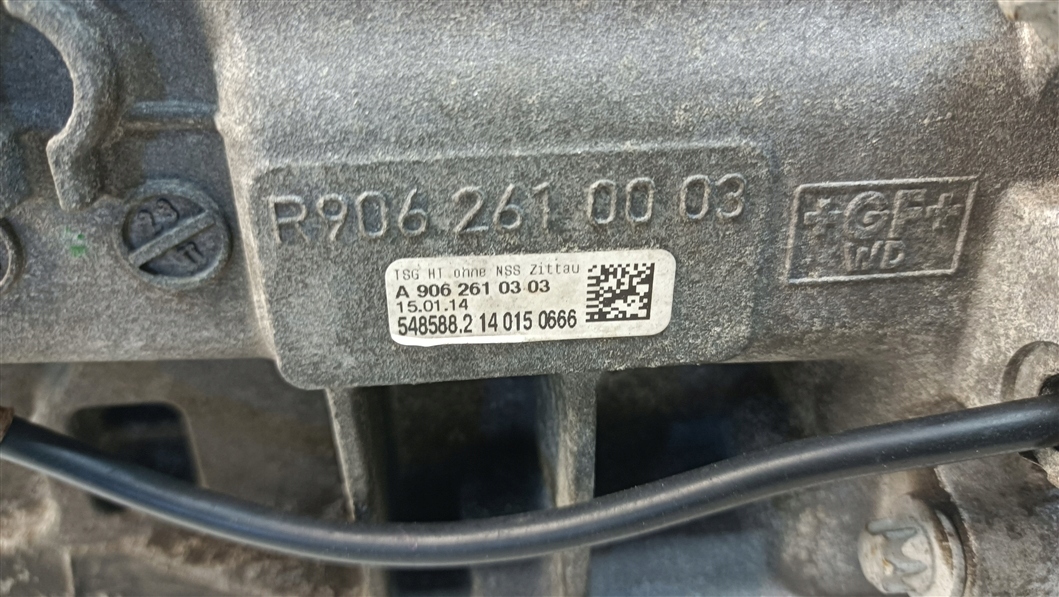 R906 261 00 03
+GF+
WD
TSG HT ohne NSS Zittau
A 906 261 03 03
15.01.14
548588.2 14 015 0666
23